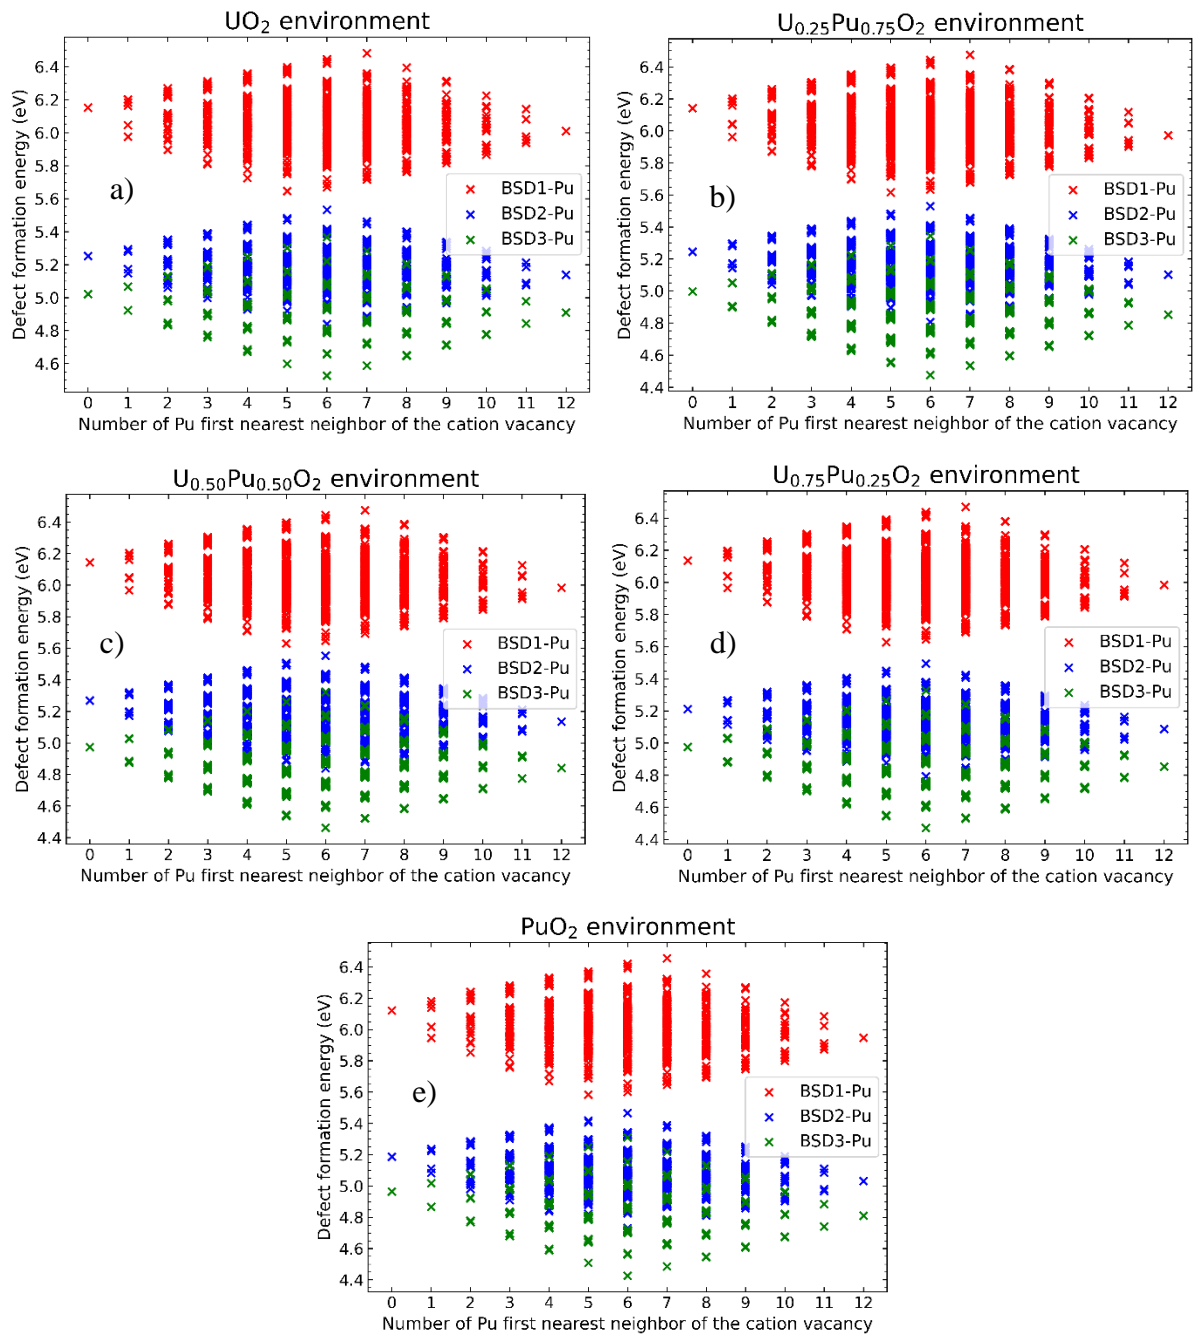 UO₂ environment
Defect formation energy (eV)
6.4
6.2
6.0
5.8
5.6
5.4
5.2
5.0
4.8
4.6
a)
BSD1-Pu
BSD2-Pu
BSD3-Pu
0 1 2 3 4 5 6 7 8 9 10 11 12
Number of Pu first nearest neighbor of the cation vacancy
U₀.₂₅Pu₀.₇₅O₂ environment
Defect formation energy (eV)
6.4
6.2
6.0
5.8
5.6
5.4
5.2
5.0
4.8
4.6
4.4
b)
BSD1-Pu
BSD2-Pu
BSD3-Pu
0 1 2 3 4 5 6 7 8 9 10 11 12
Number of Pu first nearest neighbor of the cation vacancy
U₀.₅₀Pu₀.₅₀O₂ environment
Defect formation energy (eV)
6.4
6.2
6.0
5.8
5.6
5.4
5.2
5.0
4.8
4.6
4.4
c)
BSD1-Pu
BSD2-Pu
BSD3-Pu
0 1 2 3 4 5 6 7 8 9 10 11 12
Number of Pu first nearest neighbor of the cation vacancy
U₀.₇₅Pu₀.₂₅O₂ environment
Defect formation energy (eV)
6.4
6.2
6.0
5.8
5.6
5.4
5.2
5.0
4.8
4.6
4.4
d)
BSD1-Pu
BSD2-Pu
BSD3-Pu
0 1 2 3 4 5 6 7 8 9 10 11 12
Number of Pu first nearest neighbor of the cation vacancy
PuO₂ environment
Defect formation energy (eV)
6.4
6.2
6.0
5.8
5.6
5.4
5.2
5.0
4.8
4.6
4.4
e)
BSD1-Pu
BSD2-Pu
BSD3-Pu
0 1 2 3 4 5 6 7 8 9 10 11 12
Number of Pu first nearest neighbor of the cation vacancy